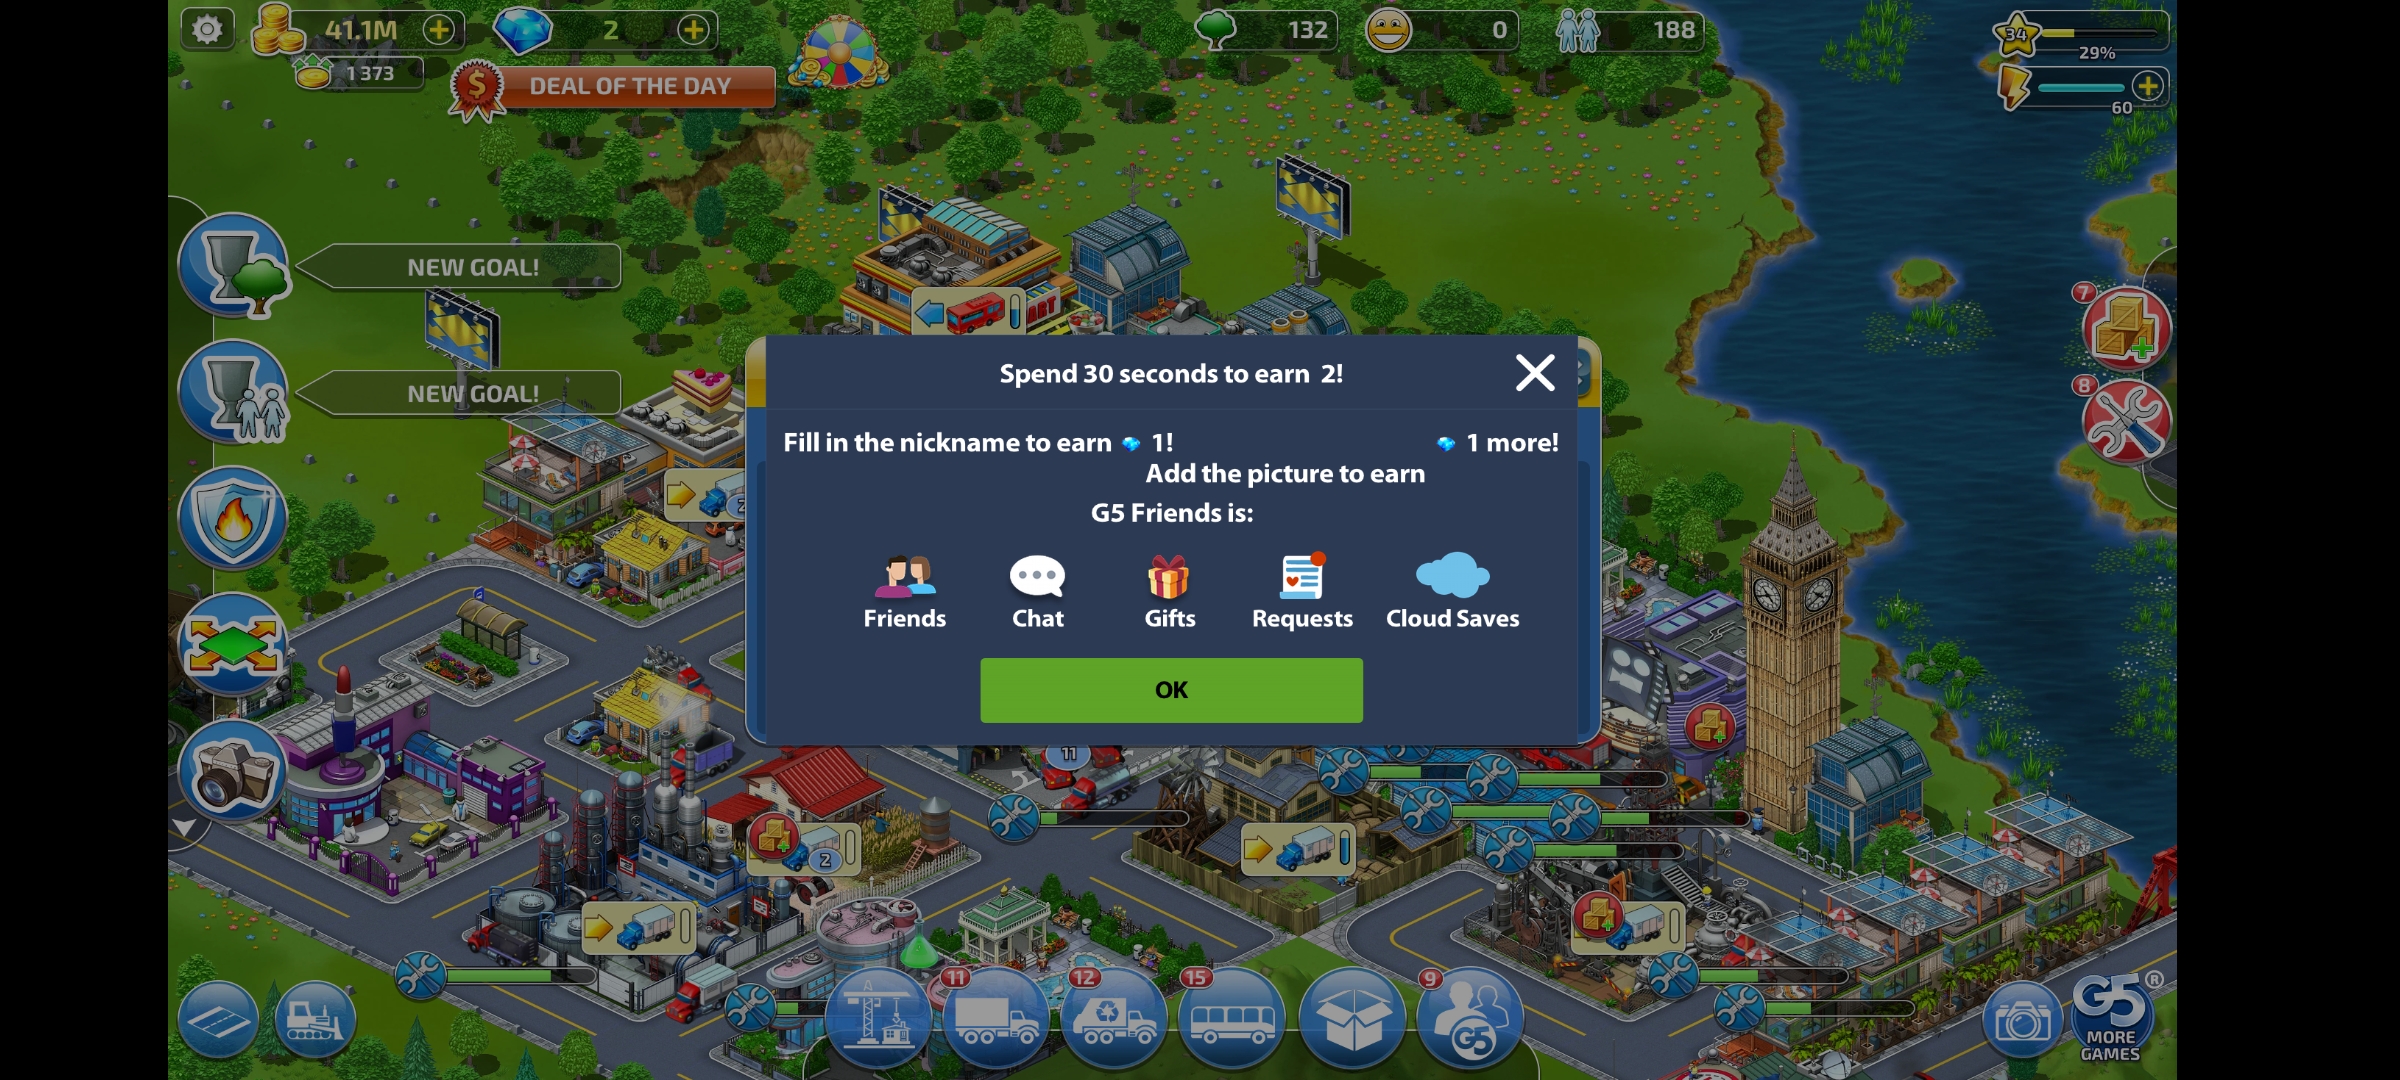 41.1M
2
132
0
188
34
29%
1 373
DEAL OF THE DAY
60
NEW GOAL!
NEW GOAL!
7
8
Spend 30 seconds to earn 2!
Fill in the nickname to earn 1!
1 more!
Add the picture to earn
G5 Friends is:
Friends
Chat
Gifts
Requests
Cloud Saves
OK
11
2
11
12
15
9
G5
G5 ®
MORE
GAMES